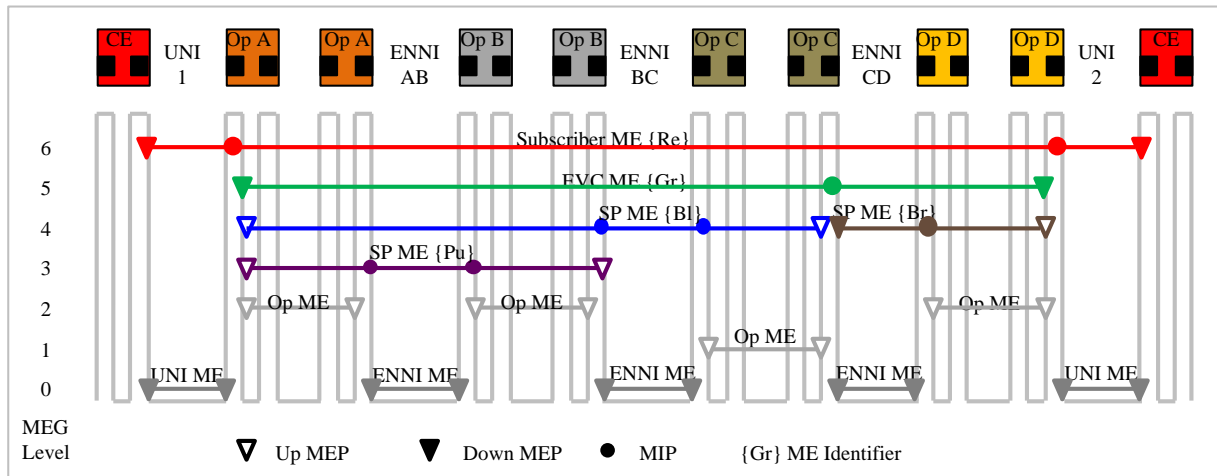 CE
UNI
1
Op A
Op A
ENNI
AB
Op B
Op B
ENNI
BC
Op C
Op C
ENNI
CD
Op D
Op D
UNI
2
CE
6
Subscriber ME {Re}
5
EVC ME {Gr}
4
SP ME {Bl}
SP ME {Br}
3
SP ME {Pu}
2
Op ME
Op ME
Op ME
1
Op ME
0
UNI ME
ENNI ME
ENNI ME
ENNI ME
UNI ME
MEG
Level
Up MEP
Down MEP
MIP
{Gr} ME Identifier